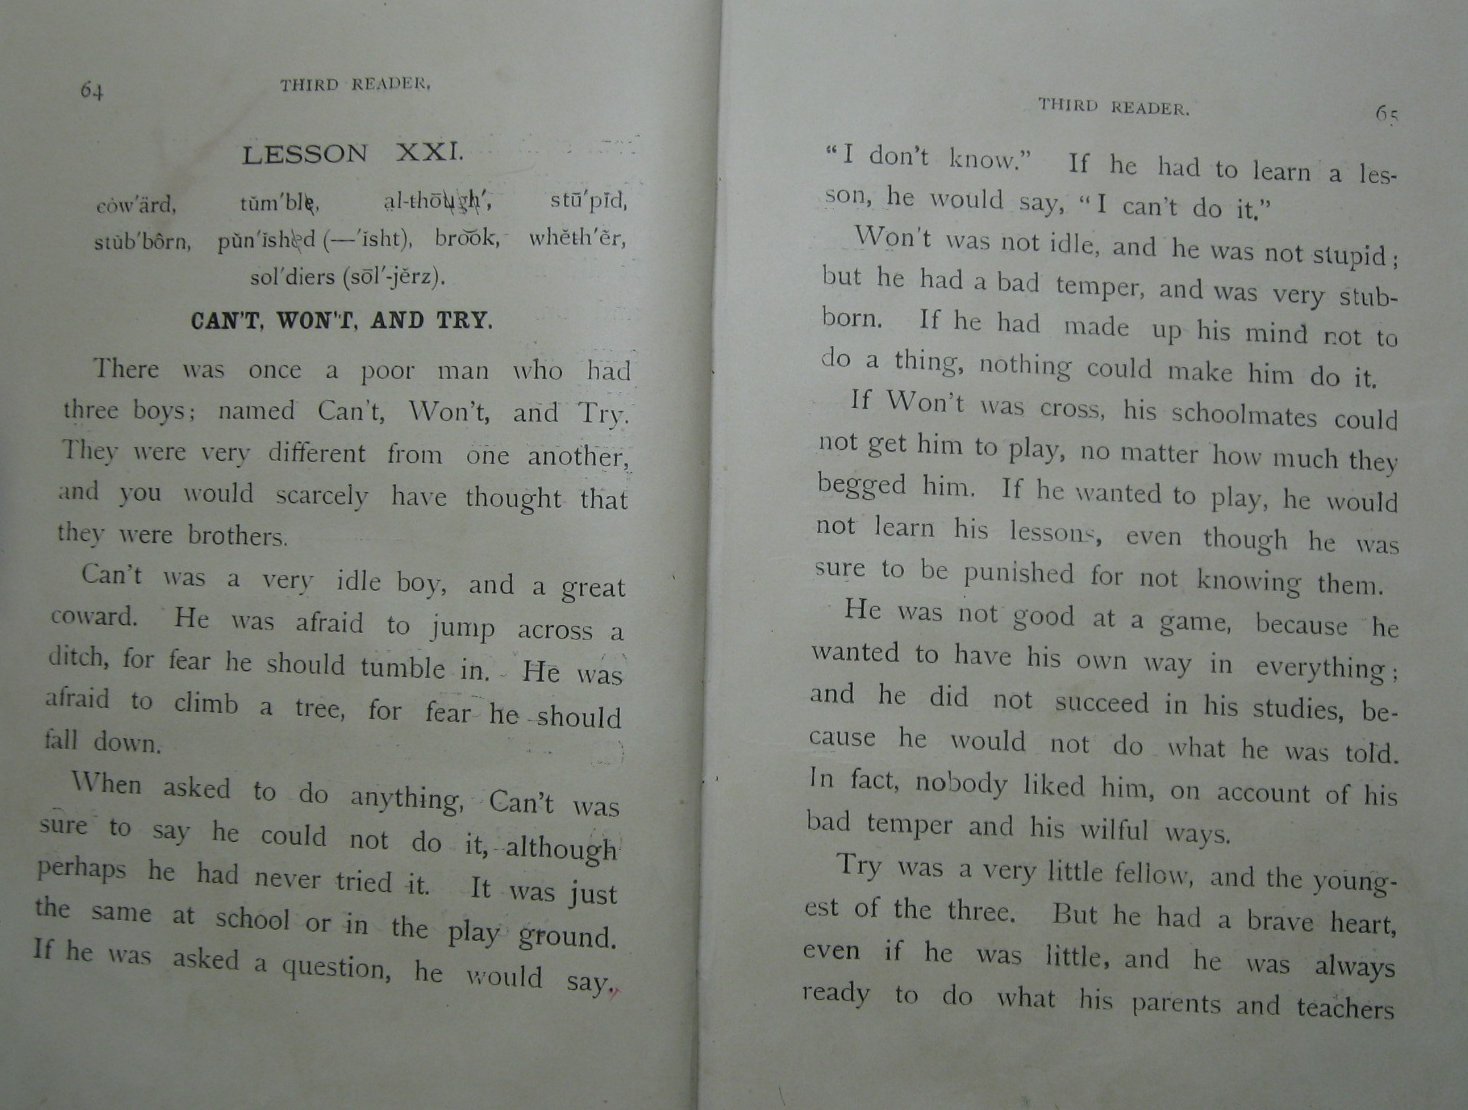 64
THIRD READER.
LESSON XXI.
cow'ärd, tŭm'ble, al-though', stū'pĭd,
stŭb'bôrn, pŭn'ĭshed (—'ĭsht), brŏŏk, whĕth'ẽr,
sol'diers (sōl'-jẽrz).
CAN'T, WON'T, AND TRY.
There was once a poor man who had
three boys; named Can't, Won't, and Try.
They were very different from one another,
and you would scarcely have thought that
they were brothers.
Can't was a very idle boy, and a great
coward. He was afraid to jump across a
ditch, for fear he should tumble in. He was
afraid to climb a tree, for fear he should
fall down.
When asked to do anything, Can't was
sure to say he could not do it, although
perhaps he had never tried it. It was just
the same at school or in the play ground.
If he was asked a question, he would say,
THIRD READER.
65
“I don't know.” If he had to learn a les-
son, he would say, “I can't do it.”
Won't was not idle, and he was not stupid;
but he had a bad temper, and was very stub-
born. If he had made up his mind not to
do a thing, nothing could make him do it.
If Won't was cross, his schoolmates could
not get him to play, no matter how much they
begged him. If he wanted to play, he would
not learn his lessons, even though he was
sure to be punished for not knowing them.
He was not good at a game, because he
wanted to have his own way in everything;
and he did not succeed in his studies, be-
cause he would not do what he was told.
In fact, nobody liked him, on account of his
bad temper and his wilful ways.
Try was a very little fellow, and the young-
est of the three. But he had a brave heart,
even if he was little, and he was always
ready to do what his parents and teachers